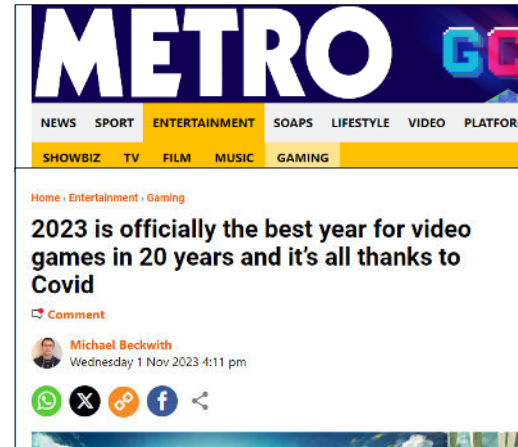 METRO GC
NEWS SPORT ENTERTAINMENT SOAPS LIFESTYLE VIDEO PLATFOR
SHOWBIZ TV FILM MUSIC GAMING
Home › Entertainment › Gaming
2023 is officially the best year for video
games in 20 years and it’s all thanks to
Covid
Comment
Michael Beckwith
Wednesday 1 Nov 2023 4:11 pm